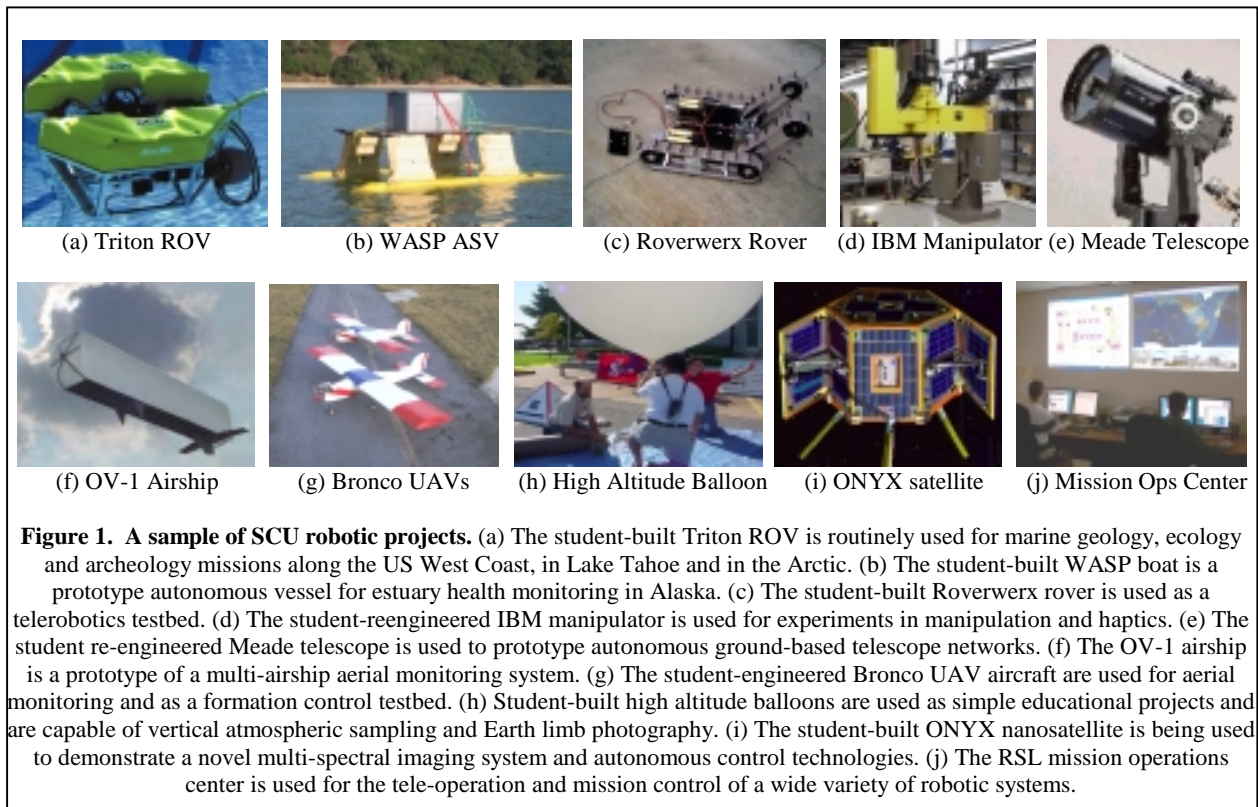 (a) Triton ROV
(b) WASP ASV
(c) Roverwerx Rover
(d) IBM Manipulator
(e) Meade Telescope
(f) OV-1 Airship
(g) Bronco UAVs
(h) High Altitude Balloon
(i) ONYX satellite
(j) Mission Ops Center
Figure 1. A sample of SCU robotic projects. (a) The student-built Triton ROV is routinely used for marine geology, ecology
and archeology missions along the US West Coast, in Lake Tahoe and in the Arctic. (b) The student-built WASP boat is a
prototype autonomous vessel for estuary health monitoring in Alaska. (c) The student-built Roverwerx rover is used as a
telerobotics testbed. (d) The student-reengineered IBM manipulator is used for experiments in manipulation and haptics. (e) The
student re-engineered Meade telescope is used to prototype autonomous ground-based telescope networks. (f) The OV-1 airship
is a prototype of a multi-airship aerial monitoring system. (g) The student-engineered Bronco UAV aircraft are used for aerial
monitoring and as a formation control testbed. (h) Student-built high altitude balloons are used as simple educational projects and
are capable of vertical atmospheric sampling and Earth limb photography. (i) The student-built ONYX nanosatellite is being used
to demonstrate a novel multi-spectral imaging system and autonomous control technologies. (j) The RSL mission operations
center is used for the tele-operation and mission control of a wide variety of robotic systems.